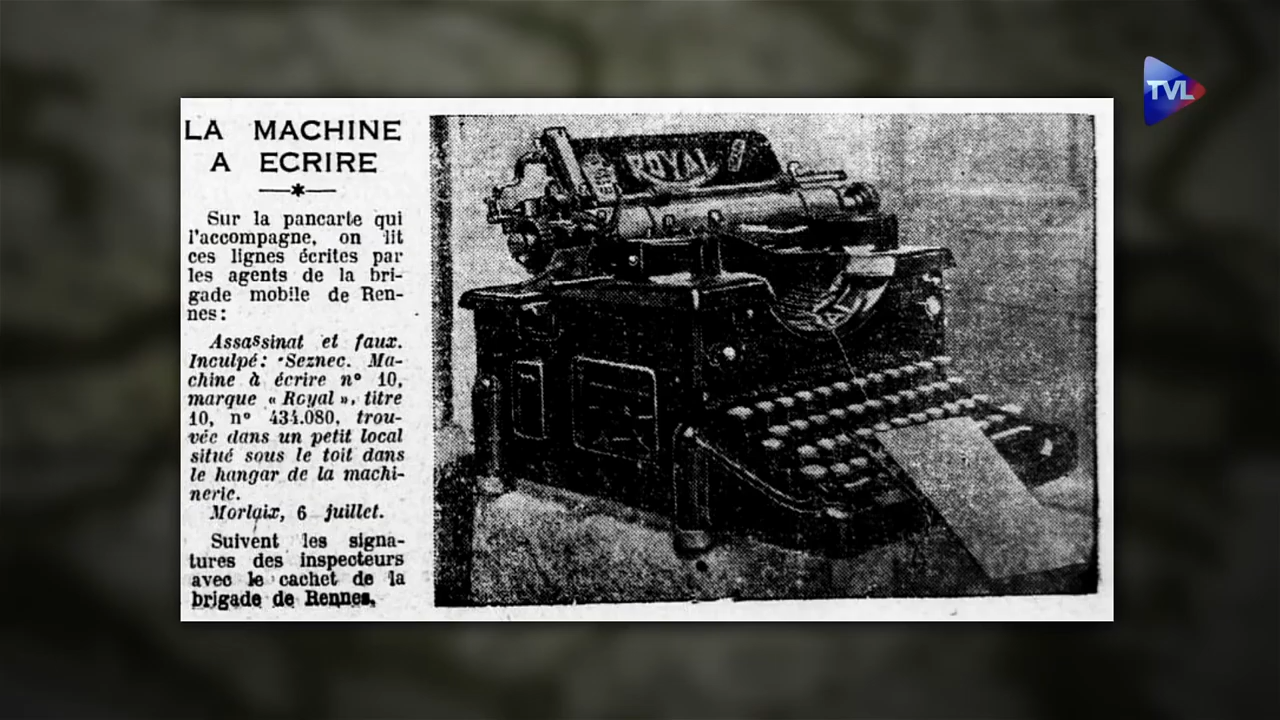 TVL
LA MACHINE
A ECRIRE
Sur la pancarte qui
l'accompagne, on lit
ces lignes écrites par
les agents de la bri-
gade mobile de Ren-
nes :
Assassinat et faux.
Inculpé : Seznec. Ma-
chine à écrire n° 10,
marque « Royal », titre
10, n° 434.080, trou-
vée dans un petit local
situé sous le toit dans
le hangar de la machi-
nerie.
Morlaix, 6 juillet.
Suivent les signa-
tures des inspecteurs
avec le cachet de la
brigade de Rennes.
ROYAL